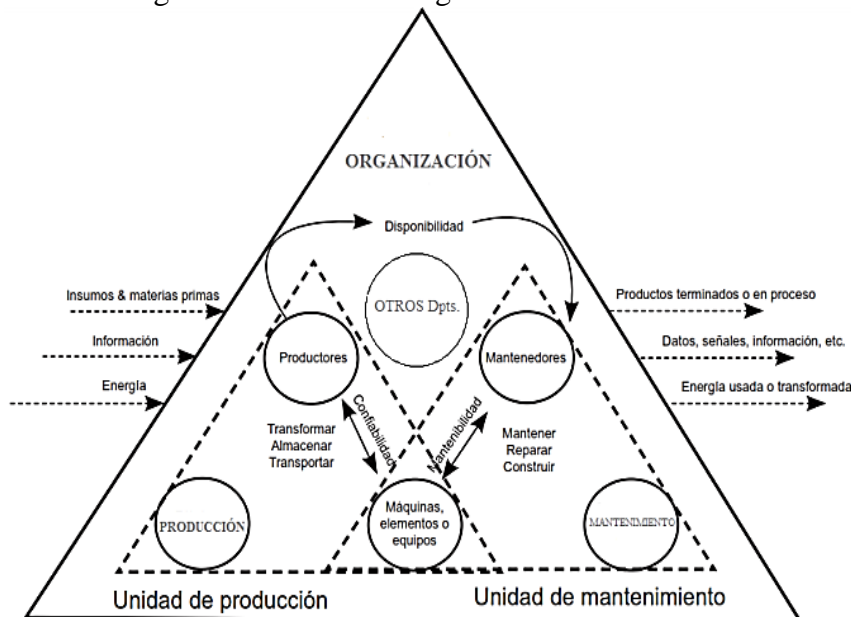 ORGANIZACIÓN
Disponibilidad
Insumos & materias primas
Información
Energía
OTROS Dpts.
Productores
Mantenedores
Productos terminados o en proceso
Datos, señales, información, etc.
Energía usada o transformada
Confiabilidad
Mantenibilidad
Transformar
Almacenar
Transportar
Mantener
Reparar
Construir
PRODUCCIÓN
Máquinas,
elementos o
equipos
MANTENIMIENTO
Unidad de producción
Unidad de mantenimiento